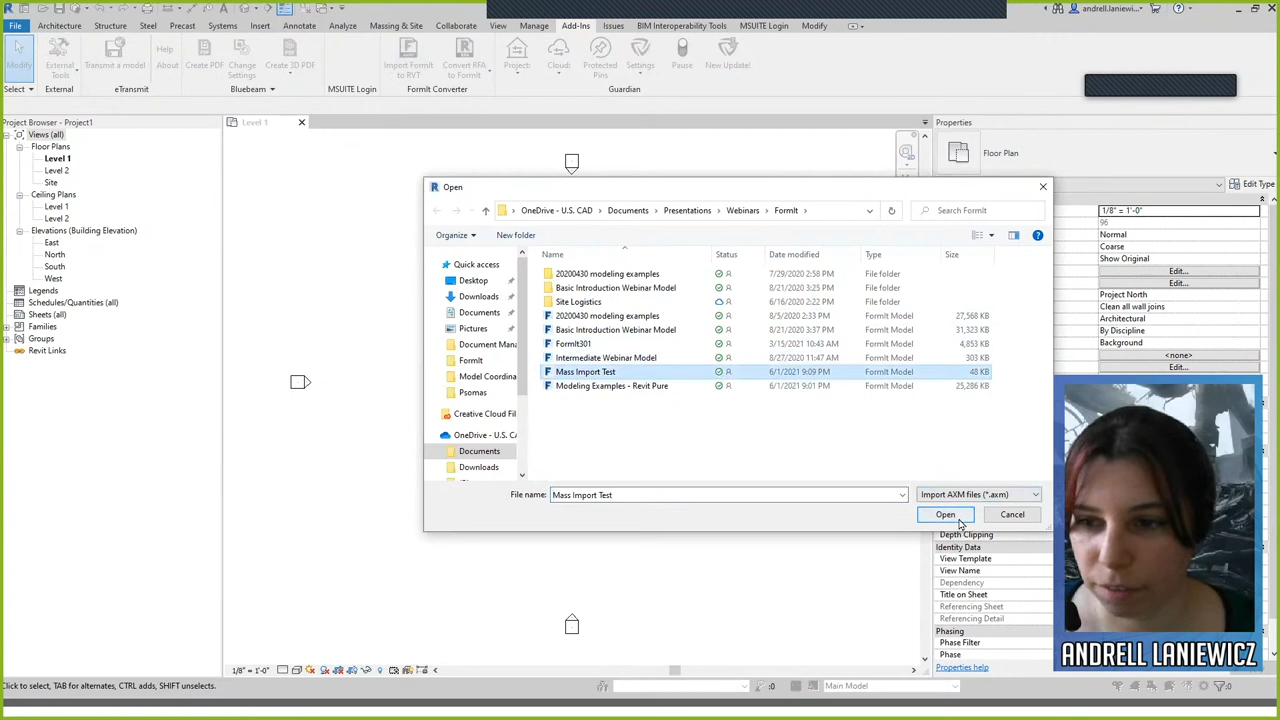 andrell.laniewi...
File Architecture Structure Steel Precast Systems Insert Annotate Analyze Massing & Site Collaborate View Manage Add-Ins Issues BIM Interoperability Tools MSUITE Login Modify
Modify
External Tools
Transmit a model
Help
About
Create PDF
Change Settings
Create 3D PDF
Import FormIt to RVT
Convert RFA to FormIt
Project:
Cloud:
Protected Pins
Settings
Pause
New Update!
Select External eTransmit Bluebeam MSUITE Login FormIt Converter Guardian
Project Browser - Project1
Views (all)
Floor Plans
Level 1
Level 2
Site
Ceiling Plans
Level 1
Level 2
Elevations (Building Elevation)
East
North
South
West
Legends
Schedules/Quantities (all)
Sheets (all)
Families
Groups
Revit Links
Level 1
Open
OneDrive - U.S. CAD > Documents > Presentations > Webinars > FormIt >
Search FormIt
Organize New folder
Quick access
Desktop
Downloads
Documents
Pictures
Document Mana
FormIt
Model Coordina
Psomas
Creative Cloud Fil
OneDrive - U.S. CA
Documents
Downloads
Name Status Date modified Type Size
20200430 modeling examples 7/29/2020 2:58 PM File folder
Basic Introduction Webinar Model 8/21/2020 3:25 PM File folder
Site Logistics 6/16/2020 2:22 PM File folder
20200430 modeling examples 8/5/2020 2:33 PM FormIt Model 27,568 KB
Basic Introduction Webinar Model 8/21/2020 3:37 PM FormIt Model 31,323 KB
FormIt301 3/15/2021 10:43 AM FormIt Model 4,853 KB
Intermediate Webinar Model 8/27/2020 11:47 AM FormIt Model 303 KB
Mass Import Test 6/1/2021 9:09 PM FormIt Model 48 KB
Modeling Examples - Revit Pure 6/1/2021 9:01 PM FormIt Model 25,286 KB
File name: Mass Import Test Import AXM files (*.axm)
Open Cancel
Properties
Floor Plan
Edit Type
1/8" = 1'-0"
96
Normal
Coarse
Show Original
Edit...
Edit...
Project North
Clean all wall joins
Architectural
By Discipline
Background
Edit...
<none>
Edit...
Depth Clipping
Identity Data
View Template
View Name
Dependency
Title on Sheet
Referencing Sheet
Referencing Detail
Phasing
Phase Filter
Phase
Properties help
ANDRELL LANIEWICZ
1/8" = 1'-0"
Click to select, TAB for alternates, CTRL adds, SHIFT unselects.
:0
Main Model
:0